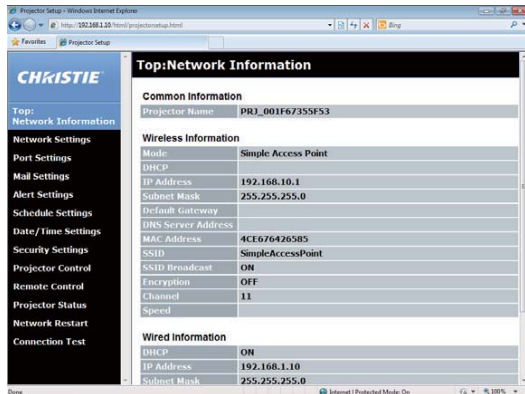 Projector Setup - Windows Internet Explorer
http://192.168.1.10/html/projectorsetup.html
Bing
Favorites
Projector Setup
CHRISTIE
Top:
Network Information
Network Settings
Port Settings
Mail Settings
Alert Settings
Schedule Settings
Date/Time Settings
Security Settings
Projector Control
Remote Control
Projector Status
Network Restart
Connection Test
Top:Network Information
Common Information
Projector Name PRJ_001F67355F53
Wireless Information
Mode Simple Access Point
DHCP
IP Address 192.168.10.1
Subnet Mask 255.255.255.0
Default Gateway
DNS Server Address
MAC Address 4CE676426585
SSID SimpleAccessPoint
SSID Broadcast ON
Encryption OFF
Channel 11
Speed
Wired Information
DHCP ON
IP Address 192.168.1.10
Subnet Mask 255.255.255.0
Done
Internet | Protected Mode: On
100%